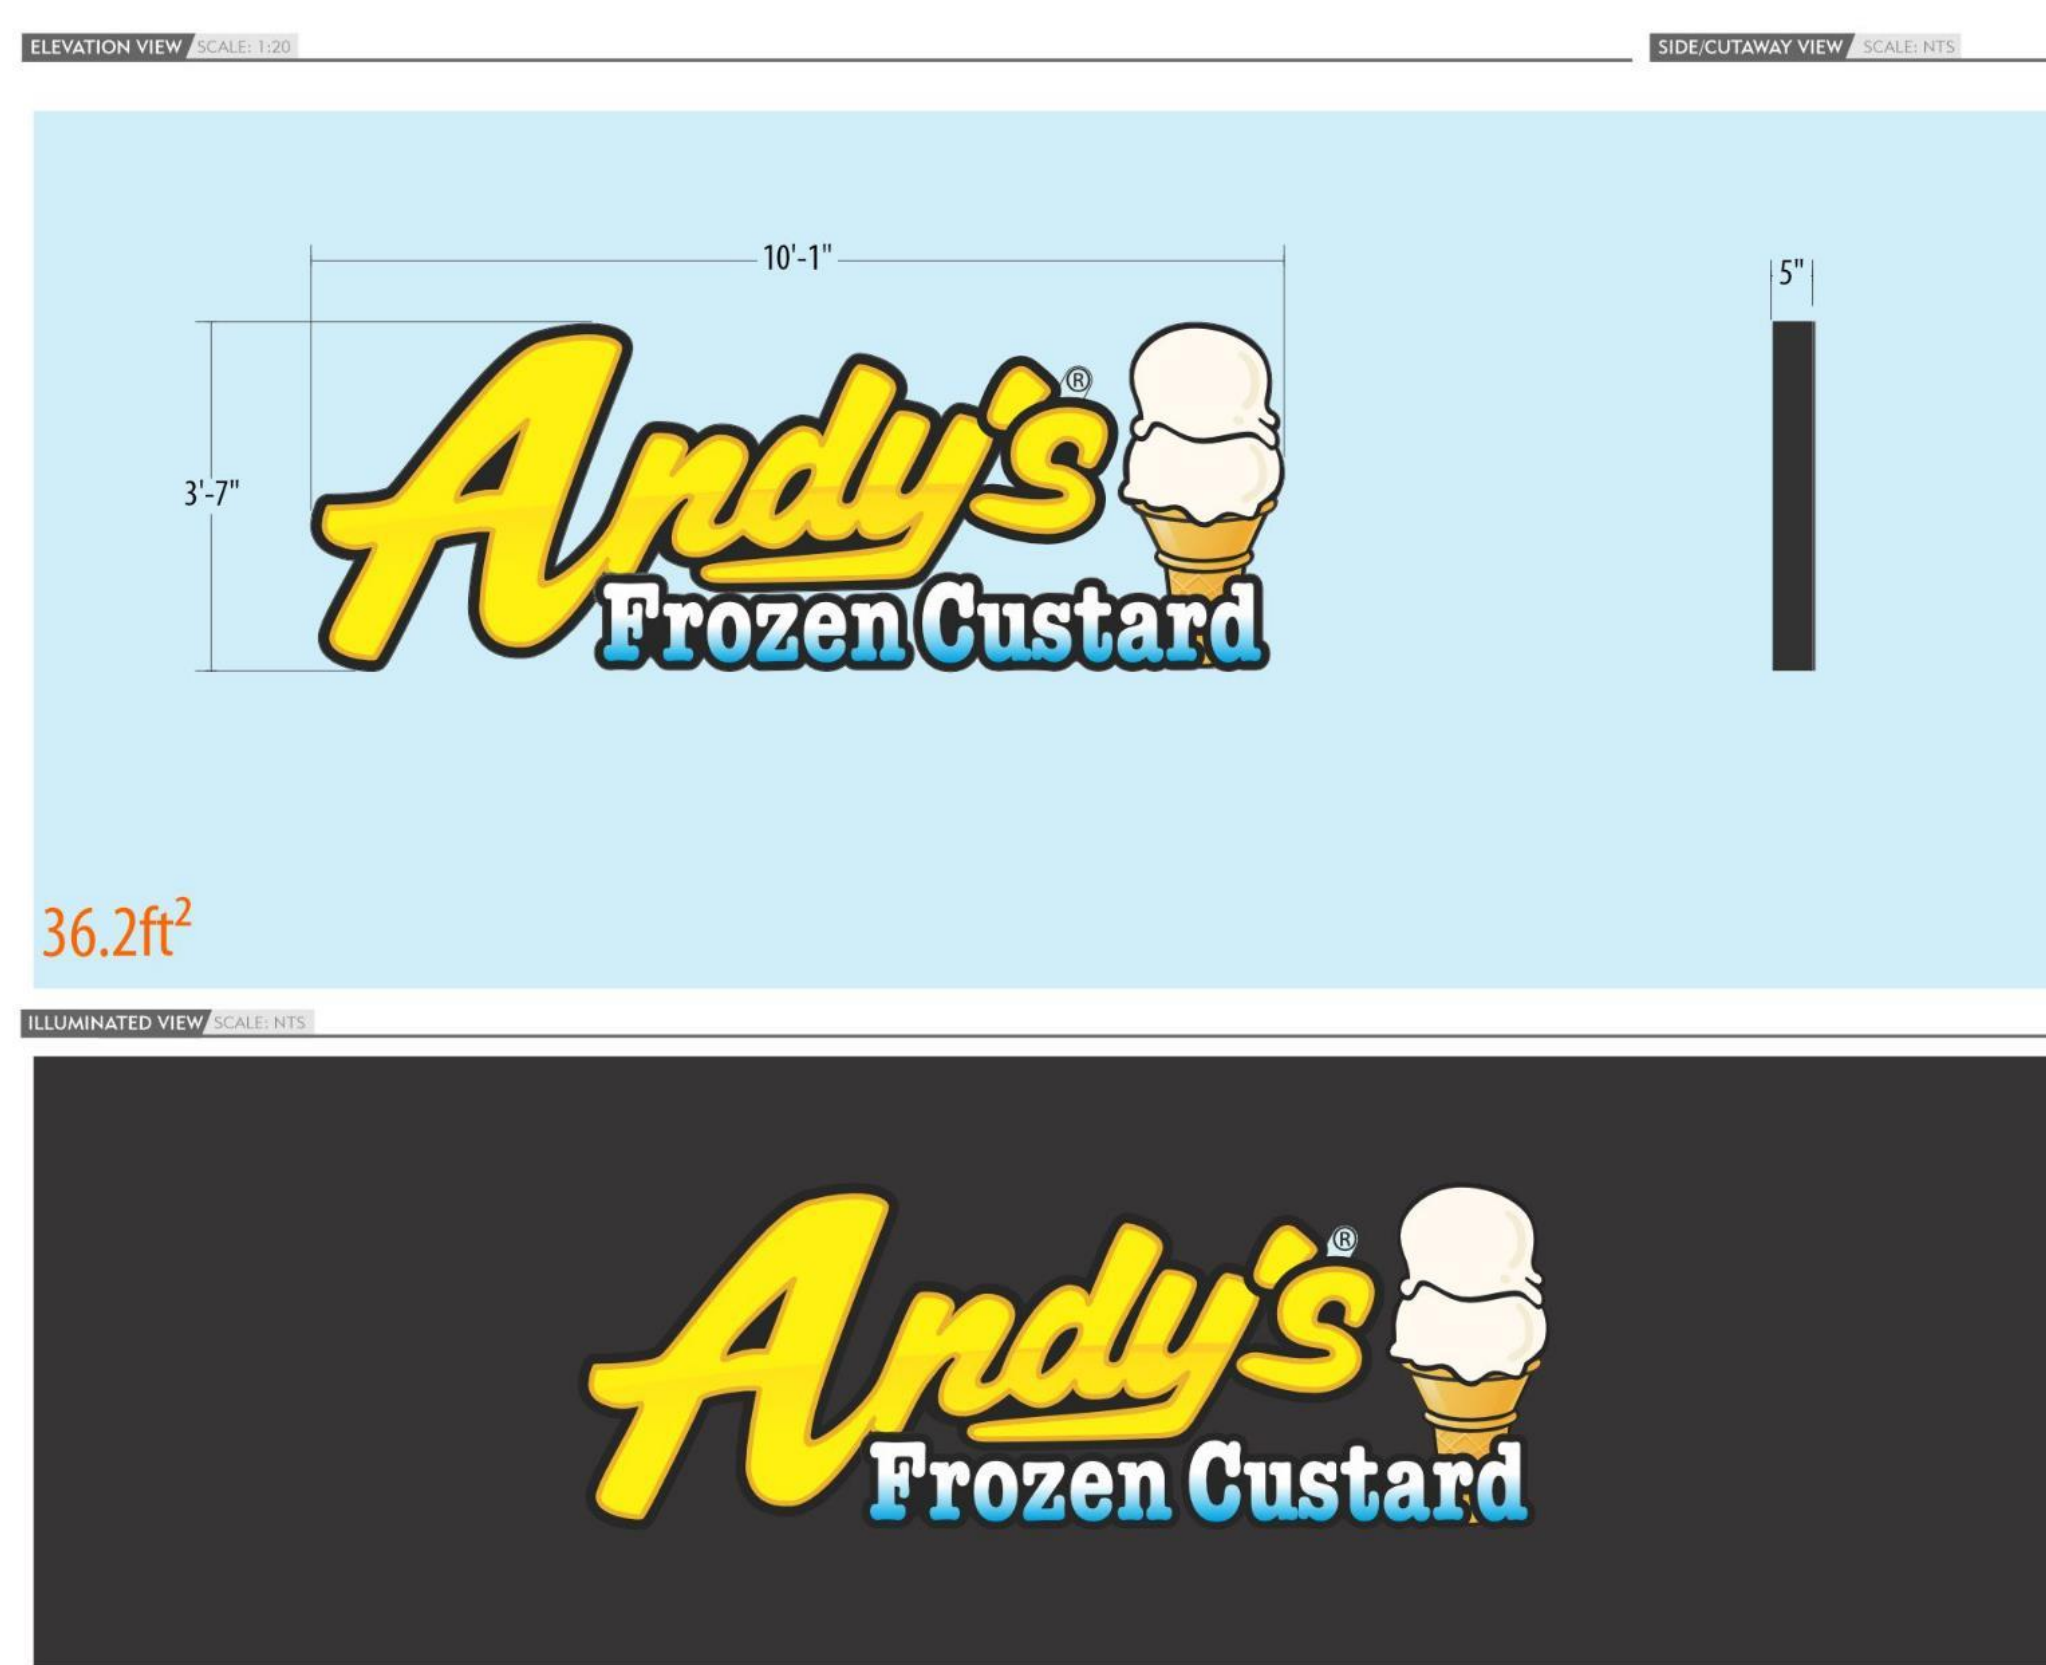 ELEVATION VIEW SCALE: 1:20
SIDE/CUTAWAY VIEW SCALE: NTS
10'-1"
5"
3'-7"
Andy's®
Frozen Custard
36.2ft²
ILLUMINATED VIEW SCALE: NTS
Andy's®
Frozen Custard